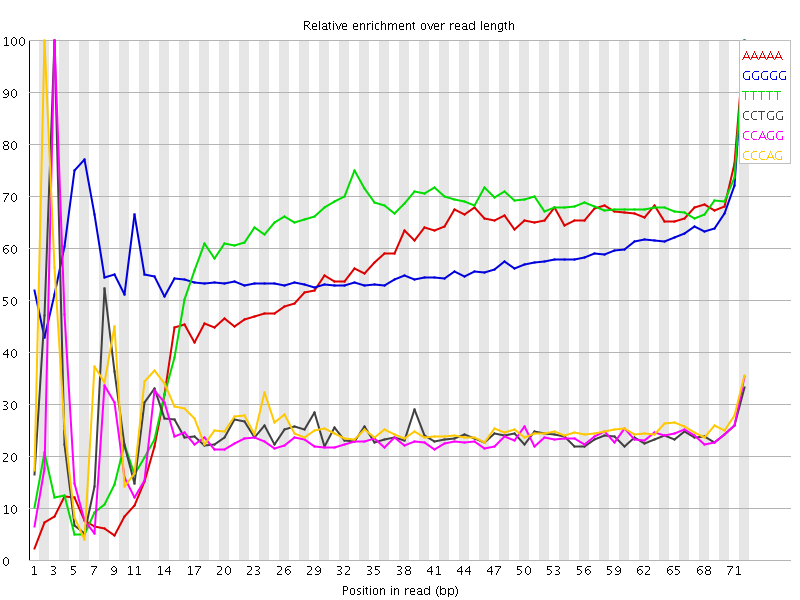 Relative enrichment over read length
100
90
80
70
60
50
40
30
20
10
0
AAAAA
GGGGG
TTTTT
CCTGG
CCAGG
CCCAG
1 3 5 7 9 11 14 17 20 23 26 29 32 35 38 41 44 47 50 53 56 59 62 65 68 71
Position in read (bp)